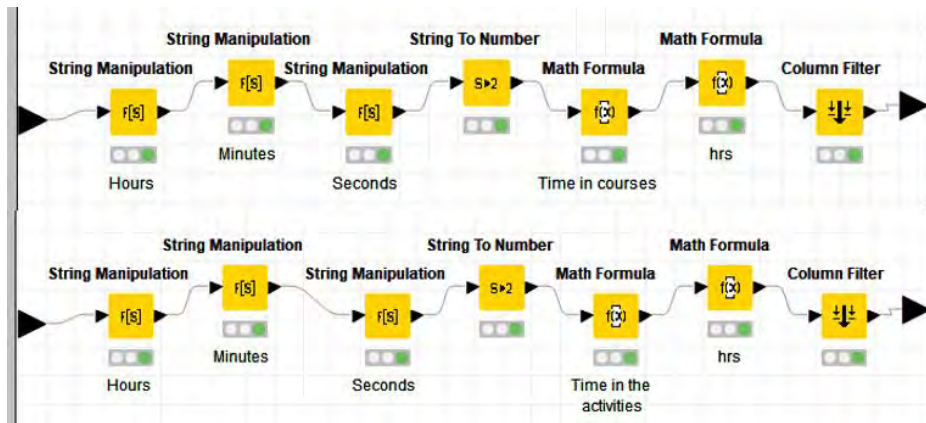 String Manipulation String To Number Math Formula
String Manipulation String Manipulation Math Formula Column Filter
F[S] F[S] F[S] S▸2 f(x) f(x)
Minutes hrs
Hours Seconds Time in courses
String Manipulation String To Number Math Formula
String Manipulation String Manipulation Math Formula Column Filter
F[S] F[S] F[S] S▸2 f(x) f(x)
Minutes hrs
Hours Seconds Time in the
activities